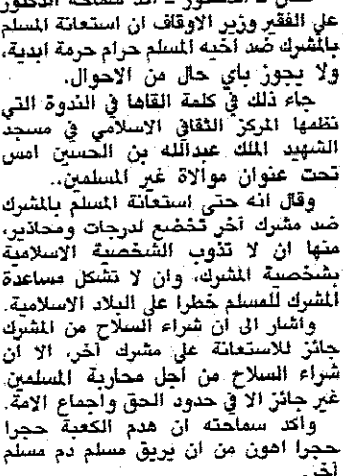 عمان ـ الدستور ـ اكد سماحة الدكتور
علي الفقير وزير الاوقاف ان استعانة المسلم
بالمشرك ضد اخيه المسلم حرام حرمة ابدية،
ولا يجوز باي حال من الاحوال.
جاء ذلك في كلمة القاها في الندوة التي
نظمها المركز الثقافي الاسلامي في مسجد
الشهيد الملك عبدالله بن الحسين امس
تحت عنوان موالاة غير المسلمين..
وقال انه حتى استعانة المسلم بالمشرك
ضد مشرك آخر تخضع لدرجات ومحاذير،
منها ان لا تذوب الشخصية الاسلامية
بشخصية المشرك، وان لا تشكل مساعدة
المشرك للمسلم خطرا على البلاد الاسلامية.
واشار الى ان شراء السلاح من المشرك
جائز للاستعانة على مشرك آخر، الا ان
شراء السلاح من اجل محاربة المسلمين
غير جائز الا في حدود الحق واجماع الامة.
واكد سماحته ان هدم الكعبة حجرا
حجرا اهون من ان يريق مسلم دم مسلم
آخر.